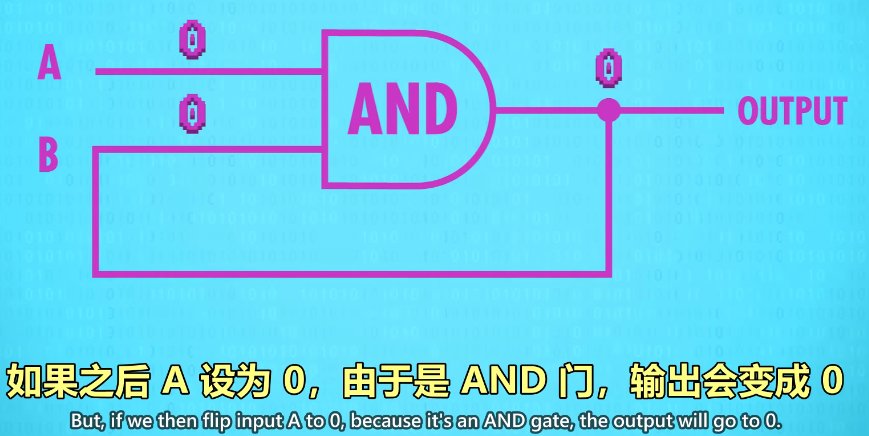 A
0
0
B
AND
0
OUTPUT
如果之后 A 设为 0，由于是 AND 门，输出会变成 0
But, if we then flip input A to 0, because it's an AND gate, the output will go to 0.